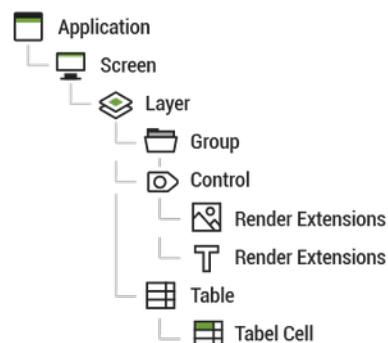 Application
Screen
Layer
Group
Control
Render Extensions
Render Extensions
Table
Tabel Cell